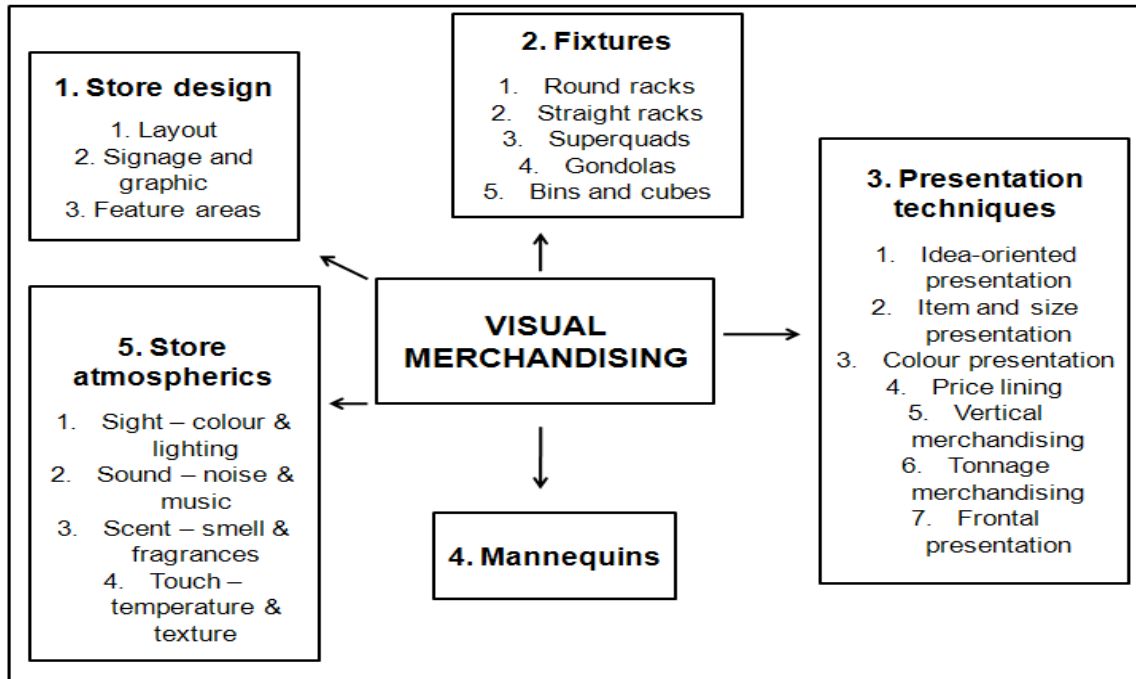 1. Store design
1. Layout
2. Signage and
graphic
3. Feature areas
2. Fixtures
1. Round racks
2. Straight racks
3. Superquads
4. Gondolas
5. Bins and cubes
3. Presentation
techniques
1. Idea-oriented
presentation
2. Item and size
presentation
3. Colour presentation
4. Price lining
5. Vertical
merchandising
6. Tonnage
merchandising
7. Frontal
presentation
VISUAL
MERCHANDISING
5. Store
atmospherics
1. Sight – colour &
lighting
2. Sound – noise &
music
3. Scent – smell &
fragrances
4. Touch –
temperature &
texture
4. Mannequins